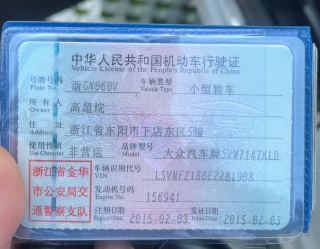 中华人民共和国机动车行驶证
Vehicle License of the People's Republic of China
号牌号码 Plate No. 浙GN660V 车辆类型 Vehicle Type 小型轿车
所有人 Owner 高超烷
住址 Address 浙江省东阳市下店东区5幢
使用性质 Use Character 非营运 品牌型号 Model 大众汽车牌SVW7147KLD
浙江省金华
市公安局交
通警察支队
车辆识别代号 VIN
发动机号码 Engine No. 156941
注册日期 Register Date 2015-02-03 发证日期 Issue Date 2015-02-03